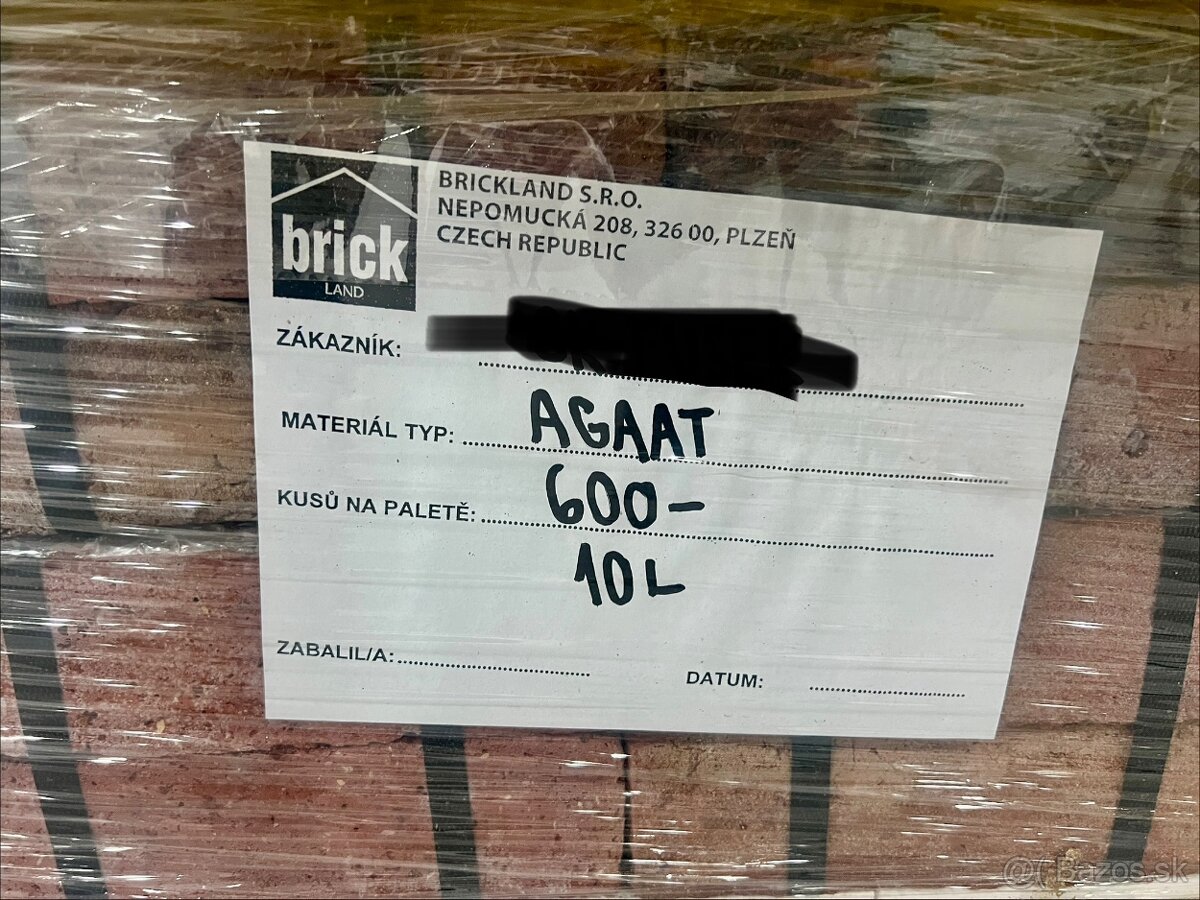 brick
LAND
BRICKLAND S.R.O.
NEPOMUCKÁ 208, 326 00, PLZEŇ
CZECH REPUBLIC
ZÁKAZNÍK:
MATERIÁL TYP: AGAAT
KUSŮ NA PALETĚ: 600-
10L
ZABALIL/A:
DATUM:
Bazos.sk